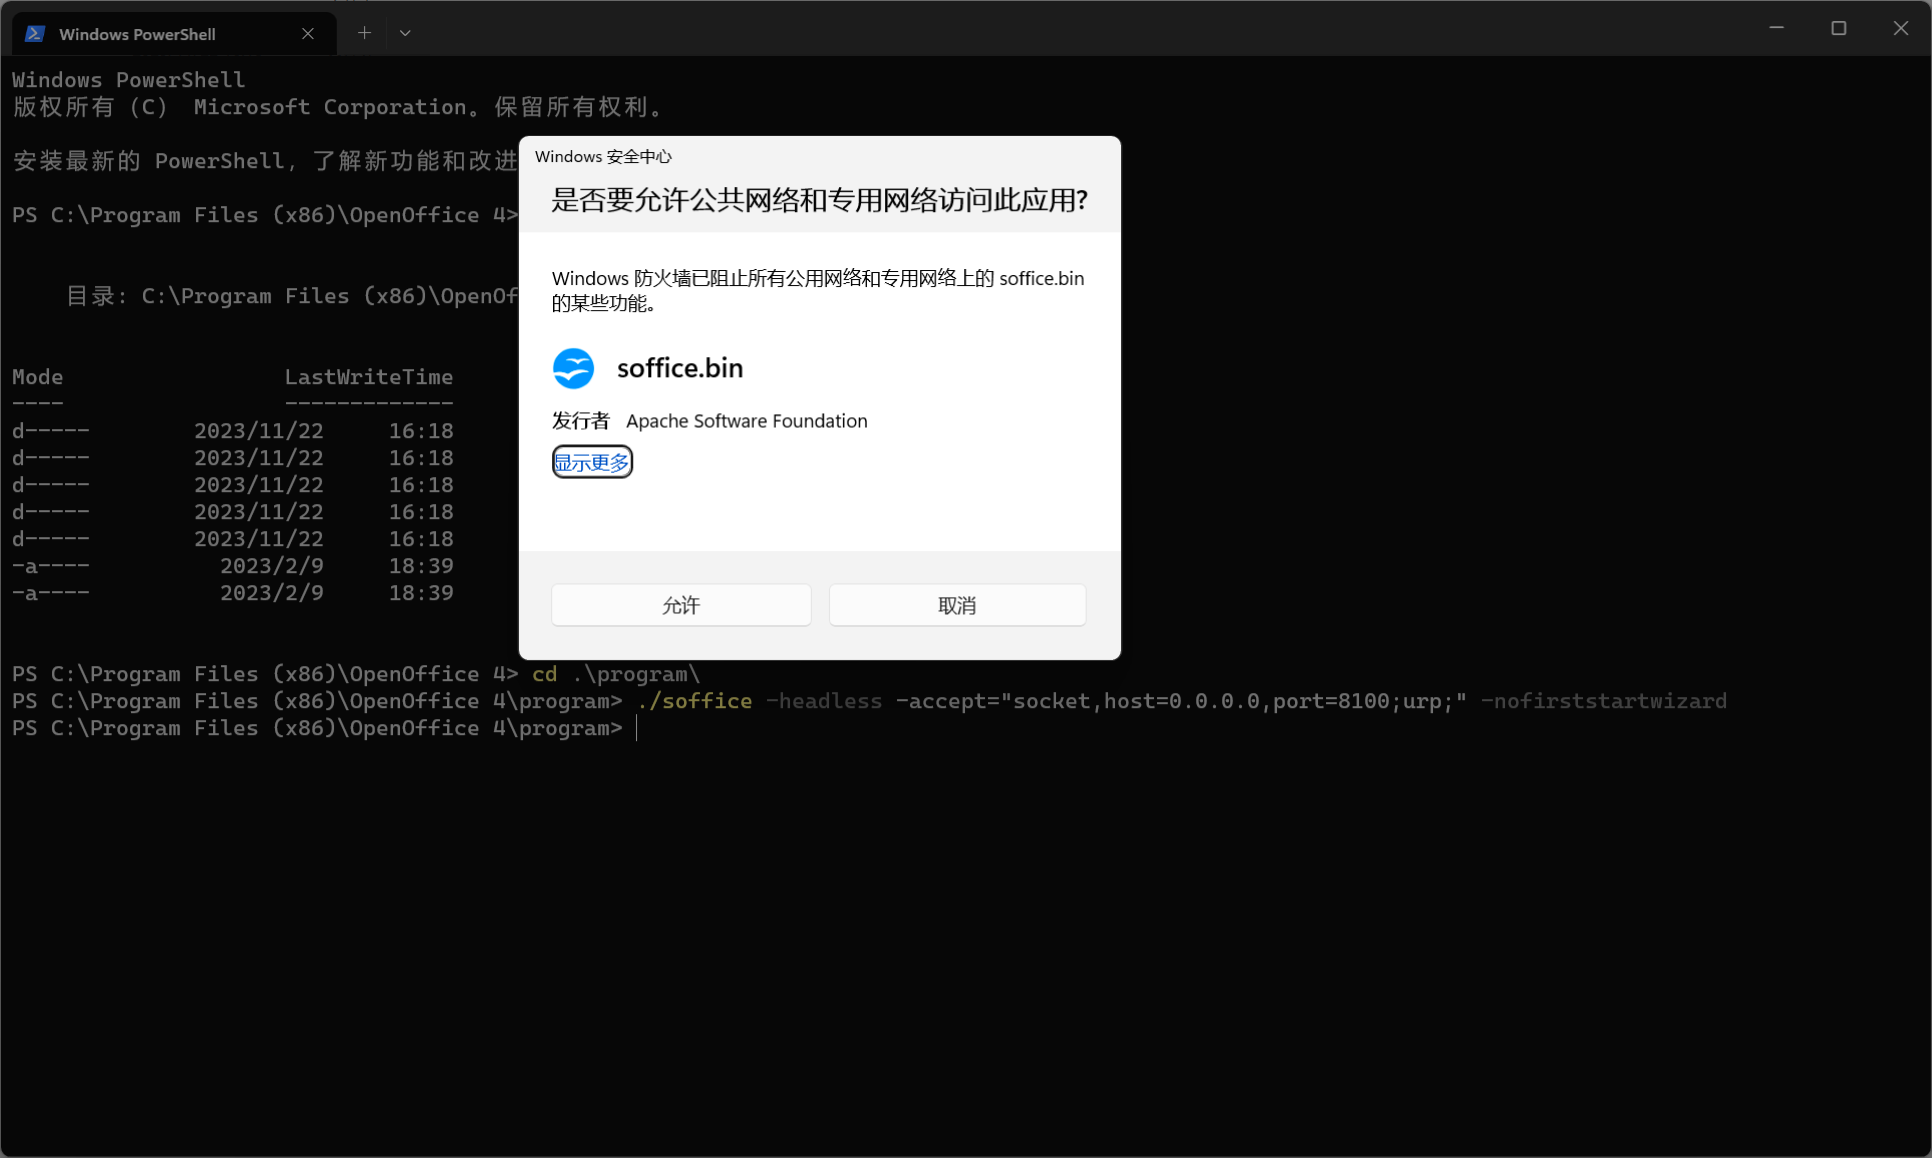 Windows PowerShell
Windows PowerShell
版权所有 (C) Microsoft Corporation。保留所有权利。
安装最新的 PowerShell，了解新功能和改进
PS C:\Program Files (x86)\OpenOffice 4>
目录: C:\Program Files (x86)\OpenOf
Mode                 LastWriteTime
----                 -------------
d-----        2023/11/22     16:18
d-----        2023/11/22     16:18
d-----        2023/11/22     16:18
d-----        2023/11/22     16:18
d-----        2023/11/22     16:18
-a----          2023/2/9     18:39
-a----          2023/2/9     18:39
Windows 安全中心
是否要允许公共网络和专用网络访问此应用?
Windows 防火墙已阻止所有公用网络和专用网络上的 soffice.bin
的某些功能。
soffice.bin
发行者 Apache Software Foundation
显示更多
允许 取消
PS C:\Program Files (x86)\OpenOffice 4> cd .\program\
PS C:\Program Files (x86)\OpenOffice 4\program> ./soffice -headless -accept="socket,host=0.0.0.0,port=8100;urp;" -nofirststartwizard
PS C:\Program Files (x86)\OpenOffice 4\program>